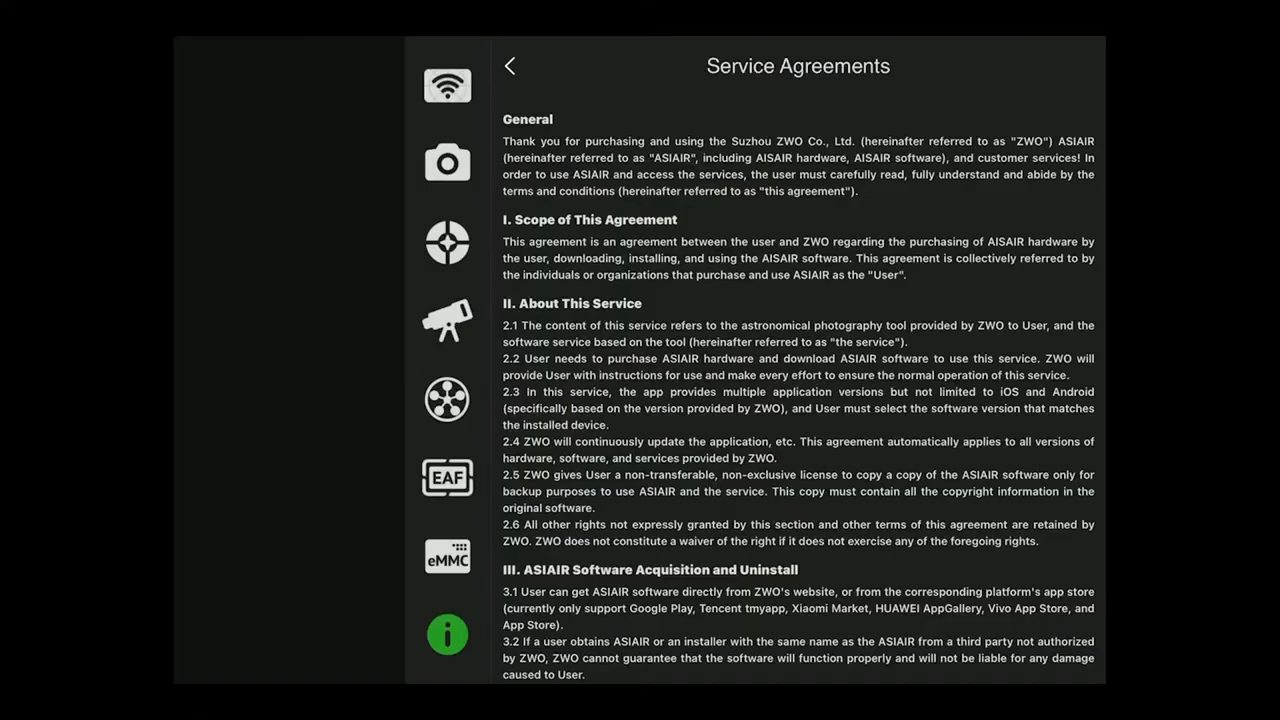 Service Agreements
General
Thank you for purchasing and using the Suzhou ZWO Co., Ltd. (hereinafter referred to as "ZWO") ASIAIR
(hereinafter referred to as "ASIAIR", including AISAIR hardware, AISAIR software), and customer services! In
order to use ASIAIR and access the services, the user must carefully read, fully understand and abide by the
terms and conditions (hereinafter referred to as "this agreement").
I. Scope of This Agreement
This agreement is an agreement between the user and ZWO regarding the purchasing of AISAIR hardware by
the user, downloading, installing, and using the AISAIR software. This agreement is collectively referred to by
the individuals or organizations that purchase and use ASIAIR as the "User".
II. About This Service
2.1 The content of this service refers to the astronomical photography tool provided by ZWO to User, and the
software service based on the tool (hereinafter referred to as "the service").
2.2 User needs to purchase ASIAIR hardware and download ASIAIR software to use this service. ZWO will
provide User with instructions for use and make every effort to ensure the normal operation of this service.
2.3 In this service, the app provides multiple application versions but not limited to iOS and Android
(specifically based on the version provided by ZWO), and User must select the software version that matches
the installed device.
2.4 ZWO will continuously update the application, etc. This agreement automatically applies to all versions of
hardware, software, and services provided by ZWO.
2.5 ZWO gives User a non-transferable, non-exclusive license to copy a copy of the ASIAIR software only for
backup purposes to use ASIAIR and the service. This copy must contain all the copyright information in the
original software.
EAF
2.6 All other rights not expressly granted by this section and other terms of this agreement are retained by
ZWO. ZWO does not constitute a waiver of the right if it does not exercise any of the foregoing rights.
eMMC
III. ASIAIR Software Acquisition and Uninstall
3.1 User can get ASIAIR software directly from ZWO's website, or from the corresponding platform's app store
(currently only support Google Play, Tencent tmyapp, Xiaomi Market, HUAWEI AppGallery, Vivo App Store, and
App Store).
3.2 If a user obtains ASIAIR or an installer with the same name as the ASIAIR from a third party not authorized
by ZWO, ZWO cannot guarantee that the software will function properly and will not be liable for any damage
caused to User.